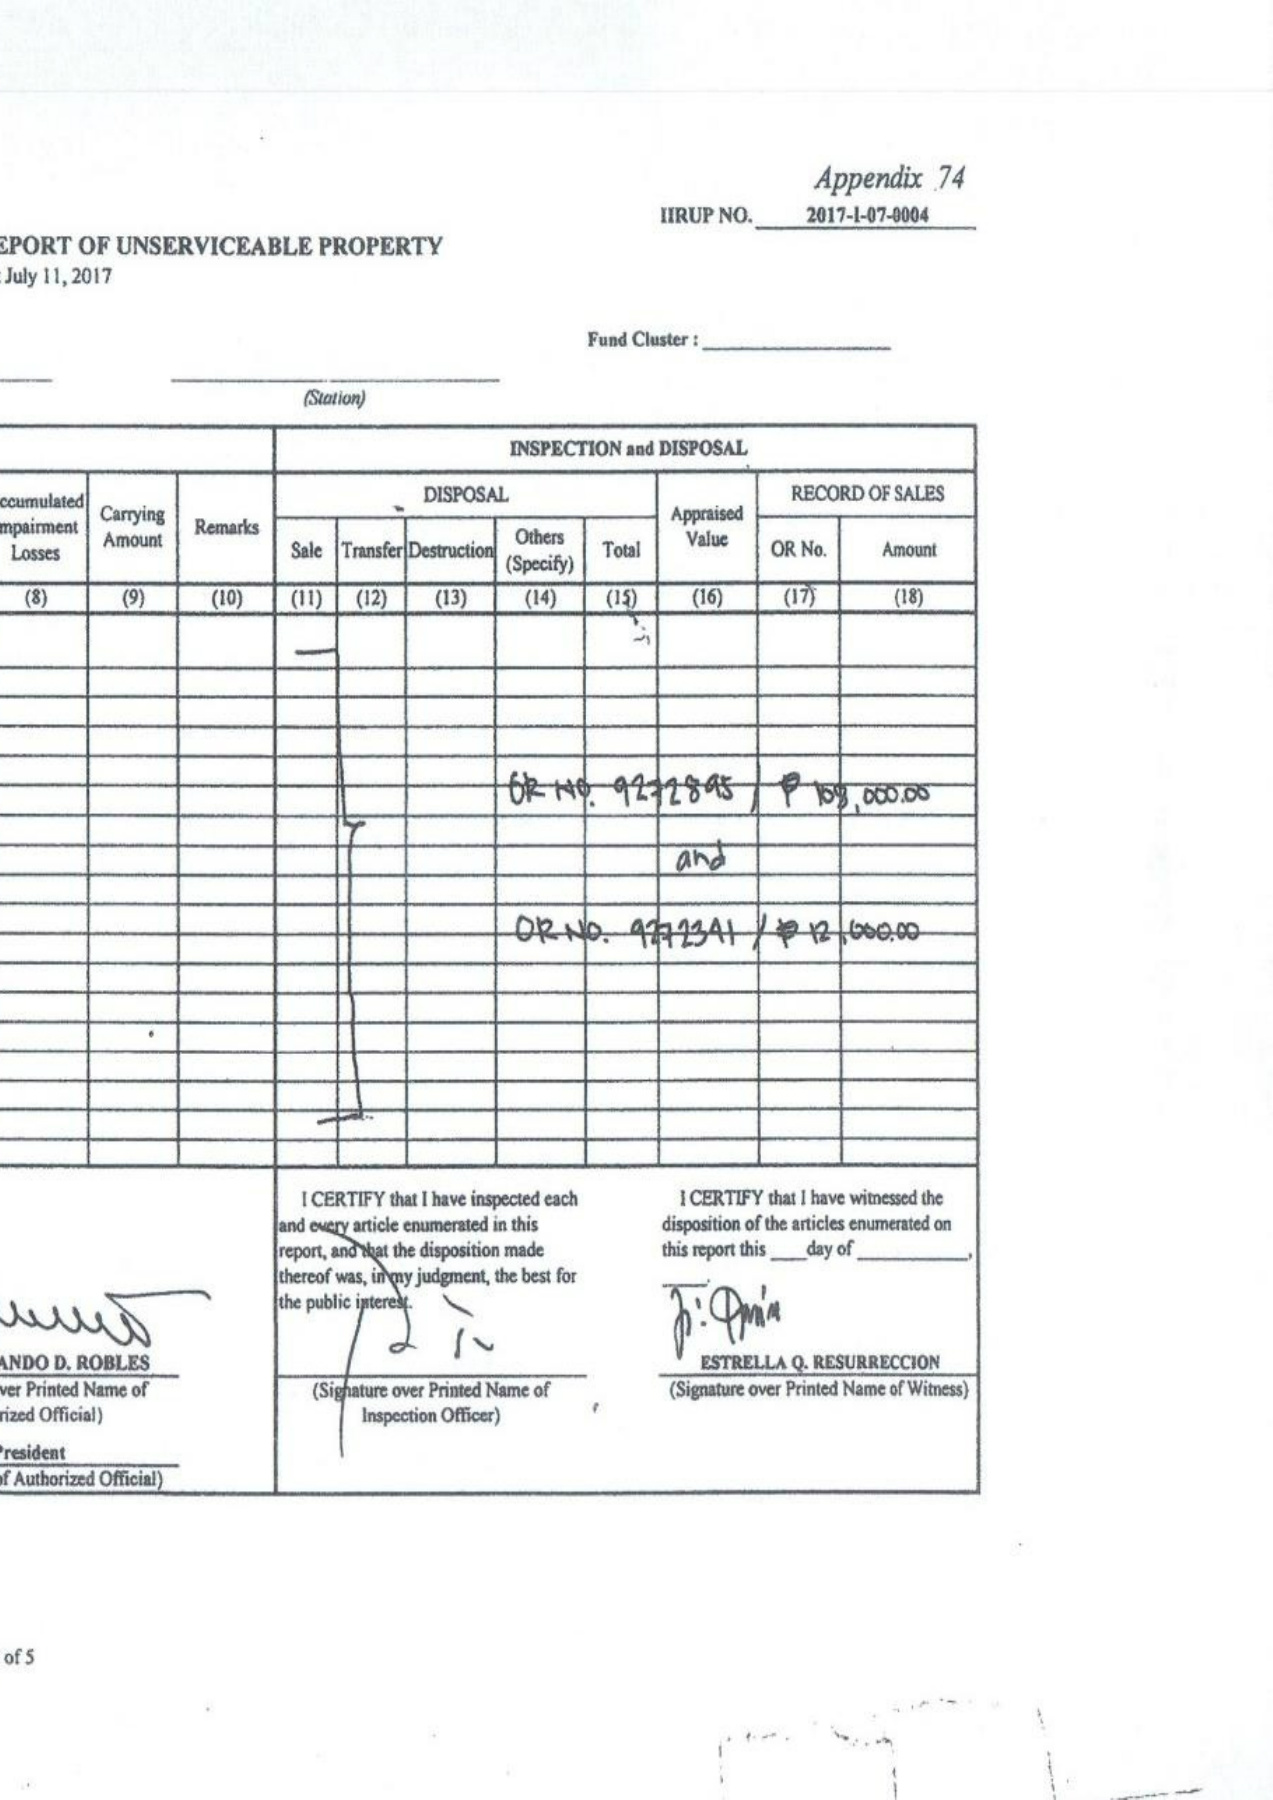 Appendix 74
IIRUP NO. 2017-I-07-0004
EPORT OF UNSERVICEABLE PROPERTY
: July 11, 2017
Fund Cluster :
(Station)
INSPECTION and DISPOSAL
DISPOSAL
RECORD OF SALES
ccumulated
mpairment
Losses
Carrying
Amount
Remarks
Sale
Transfer
Destruction
Others
(Specify)
Total
Appraised
Value
OR No.
Amount
(8) (9) (10) (11) (12) (13) (14) (15) (16) (17) (18)
OR NO. 9272895 / ₱ 108,000.00
and
OR NO. 9272341 / ₱ 12,000.00
I CERTIFY that I have inspected each
and every article enumerated in this
report, and that the disposition made
thereof was, in my judgment, the best for
the public interest.
I CERTIFY that I have witnessed the
disposition of the articles enumerated on
this report this ____day of __________,
ANDO D. ROBLES
ver Printed Name of
rized Official)
President
of Authorized Official)
(Signature over Printed Name of
Inspection Officer)
ESTRELLA Q. RESURRECCION
(Signature over Printed Name of Witness)
of 5